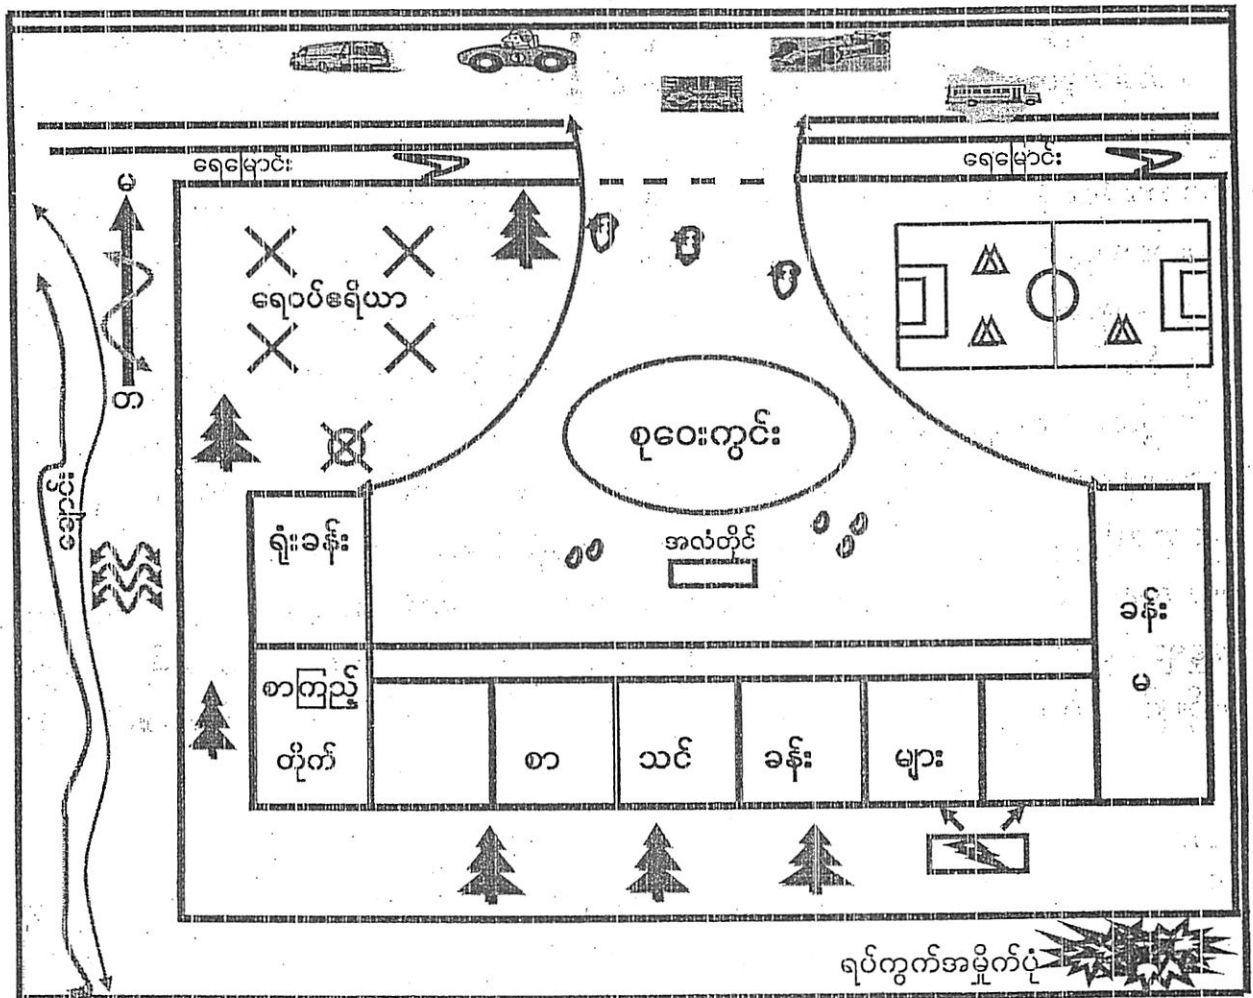 ရေမြောင်း
ရေမြောင်း
မ
ရေဝပ်ဧရိယာ
တ
စုဝေးကွင်း
ချောင်း
ရုံးခန်း
အလံတိုင်
ခန်း
မ
စာကြည့်
တိုက်
စာ သင် ခန်း များ
ရပ်ကွက်အမှိုက်ပုံ